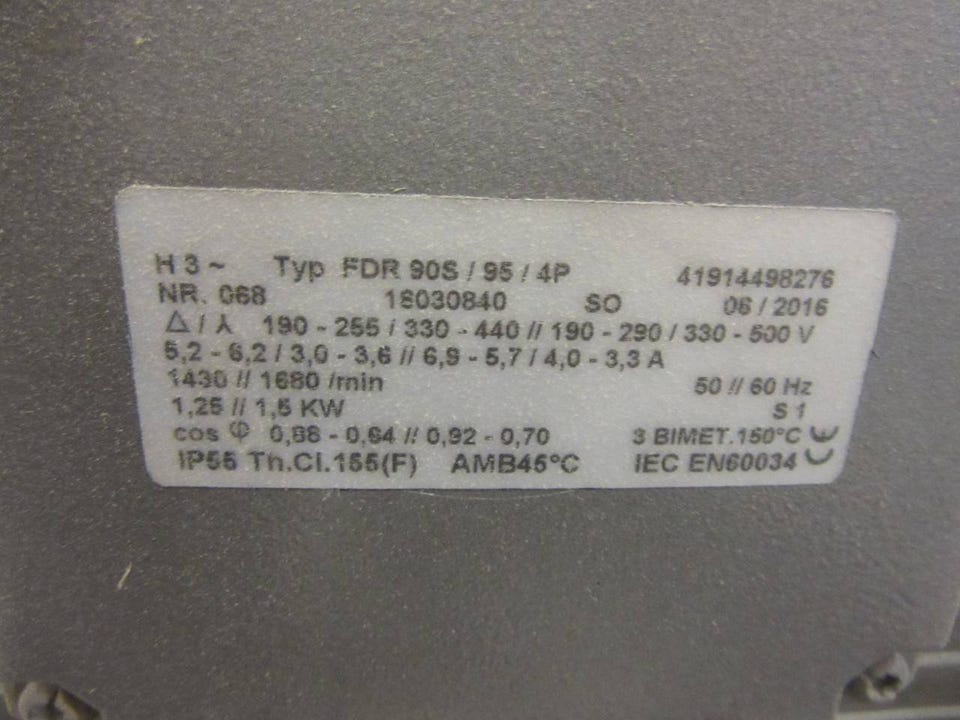 H 3 ~ Typ FDR 90S / 95 / 4P 41914498276
NR. 068 16030840 SO 06 / 2016
△ / ⅄ 190 - 255 / 330 - 440 // 190 - 290 / 330 - 500 V
5,2 - 6,2 / 3,0 - 3,6 // 6,9 - 5,7 / 4,0 - 3,3 A
1430 // 1680 /min 50 // 60 Hz
1,25 // 1,5 KW S 1
cos φ 0,88 - 0,64 // 0,92 - 0,70 3 BIMET.150°C
IP55 Th.Cl.155(F) AMB45°C IEC EN60034 CE